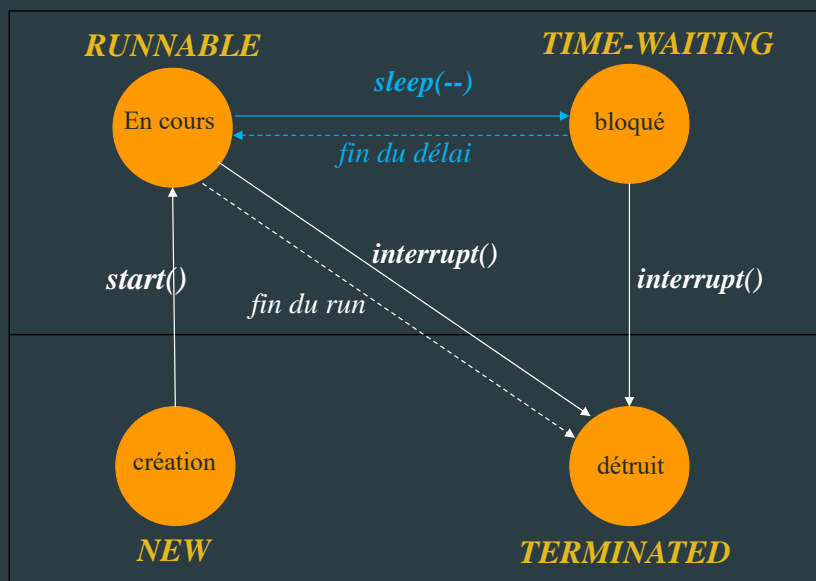 RUNNABLE
TIME-WAITING
sleep(--)
En cours
bloqué
fin du délai
interrupt()
start()
interrupt()
fin du run
création
détruit
NEW
TERMINATED